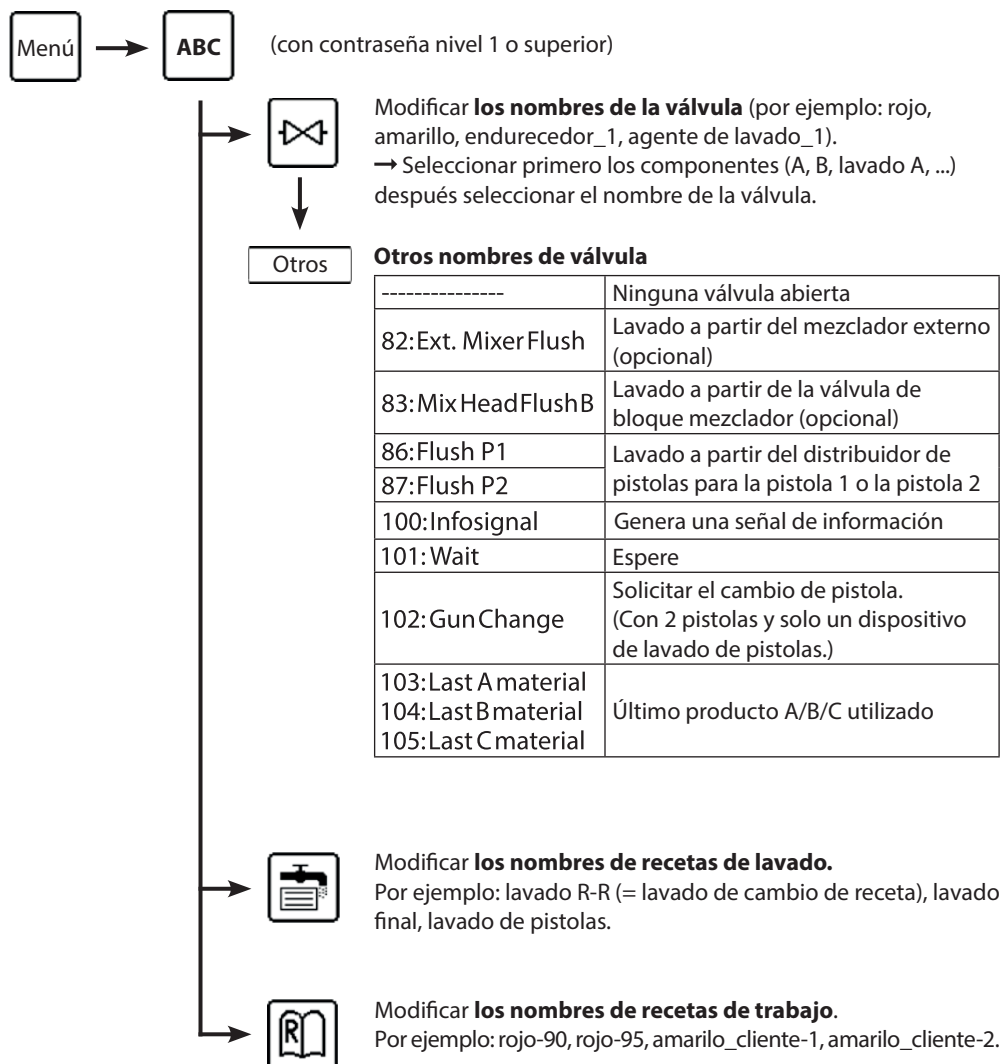 Menú
ABC
(con contraseña nivel 1 o superior)
Modificar los nombres de la válvula (por ejemplo: rojo,
amarillo, endurecedor_1, agente de lavado_1).
→ Seleccionar primero los componentes (A, B, lavado A, ...)
después seleccionar el nombre de la válvula.
Otros
Otros nombres de válvula
---------------
Ninguna válvula abierta
82:Ext. Mixer Flush
Lavado a partir del mezclador externo
(opcional)
83:Mix Head Flush B
Lavado a partir de la válvula de
bloque mezclador (opcional)
86:Flush P1
87:Flush P2
Lavado a partir del distribuidor de
pistolas para la pistola 1 o la pistola 2
100:Infosignal
Genera una señal de información
101:Wait
Espere
102:Gun Change
Solicitar el cambio de pistola.
(Con 2 pistolas y solo un dispositivo
de lavado de pistolas.)
103:Last A material
104:Last B material
105:Last C material
Último producto A/B/C utilizado
Modificar los nombres de recetas de lavado.
Por ejemplo: lavado R-R (= lavado de cambio de receta), lavado
final, lavado de pistolas.
R
Modificar los nombres de recetas de trabajo.
Por ejemplo: rojo-90, rojo-95, amarilo_cliente-1, amarilo_cliente-2.